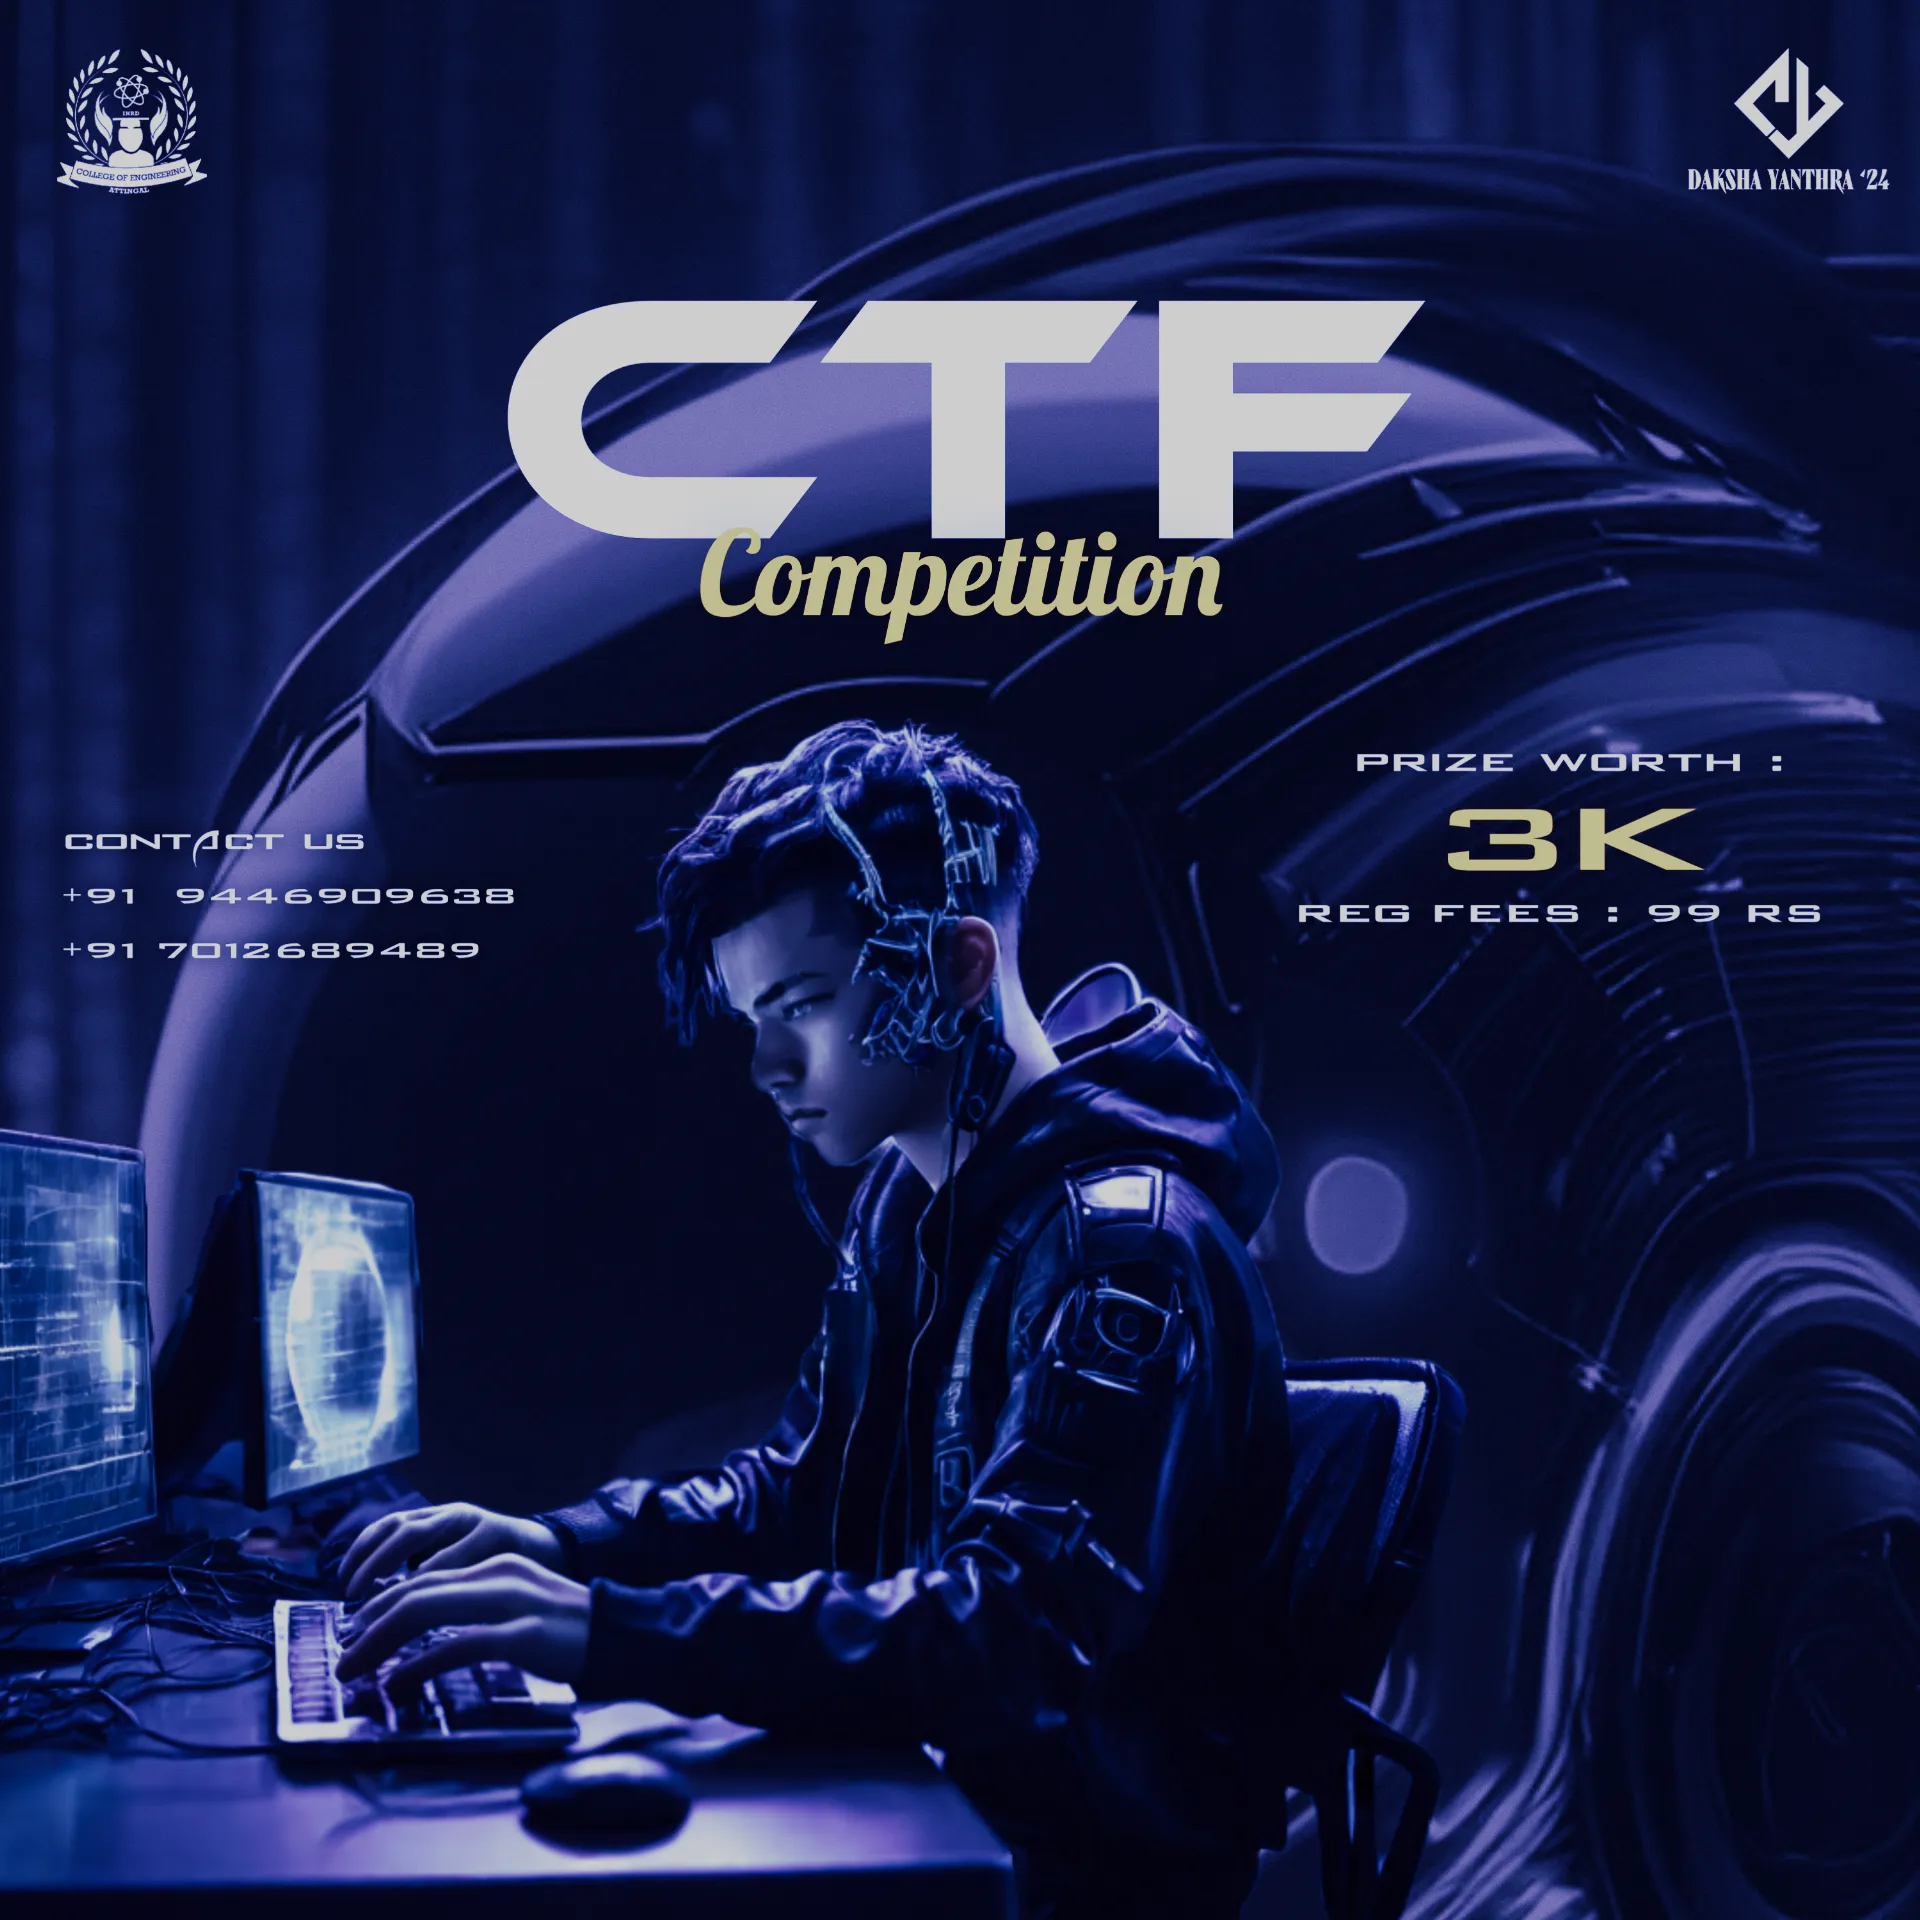 IHRD
COLLEGE OF ENGINEERING
ATTINGAL
DAKSHA YANTHRA ‘24
CTF
Competition
PRIZE WORTH :
3K
REG FEES : 99 RS
CONTACT US
+91 9446909638
+91 7012689489